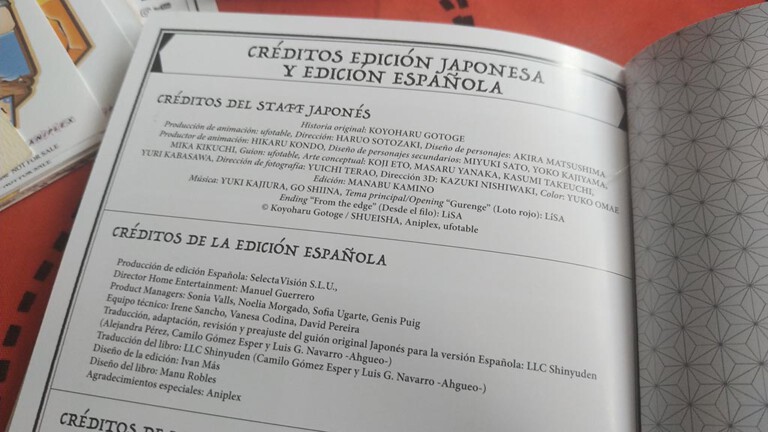 ANIPLEX
NOT FOR SALE
CRÉDITOS EDICIÓN JAPONESA
Y EDICIÓN ESPAÑOLA
CRÉDITOS DEL STAFF JAPONÉS
Historia original: KOYOHARU GOTOGE
Producción de animación: ufotable, Dirección: HARUO SOTOZAKI, Diseño de personajes: AKIRA MATSUSHIMA
Productor de animación: HIKARU KONDO, Diseño de personajes secundarios: MIYUKI SATO, YOKO KAJIYAMA,
MIKA KIKUCHI, Guion: ufotable, Arte conceptual: KOJI ETO, MASARU YANAKA, KASUMI TAKEUCHI,
YURI KABASAWA, Dirección de fotografía: YUICHI TERAO, Dirección 3D: KAZUKI NISHIWAKI, Color: YUKO OMAE
Edición: MANABU KAMINO
Música: YUKI KAJIURA, GO SHIINA, Tema principal/Opening “Gurenge” (Loto rojo): LiSA
Ending “From the edge” (Desde el filo): LiSA
© Koyoharu Gotoge / SHUEISHA, Aniplex, ufotable
CRÉDITOS DE LA EDICIÓN ESPAÑOLA
Producción de edición Española: SelectaVisión S.L.U.,
Director Home Entertainment: Manuel Guerrero
Product Managers: Sonia Valls, Noelia Morgado, Sofia Ugarte, Genis Puig
Equipo técnico: Irene Sancho, Vanesa Codina, David Pereira
Traducción, adaptación, revisión y preajuste del guión original Japonés para la versión Española: LLC Shinyuden
(Alejandra Pérez, Camilo Gómez Esper y Luis G. Navarro -Ahgueo-)
Traducción del libro: LLC Shinyuden (Camilo Gómez Esper y Luis G. Navarro -Ahgueo-)
Diseño de la edición: Ivan Más
Diseño del libro: Manu Robles
Agradecimientos especiales: Aniplex
CRÉDITOS DE